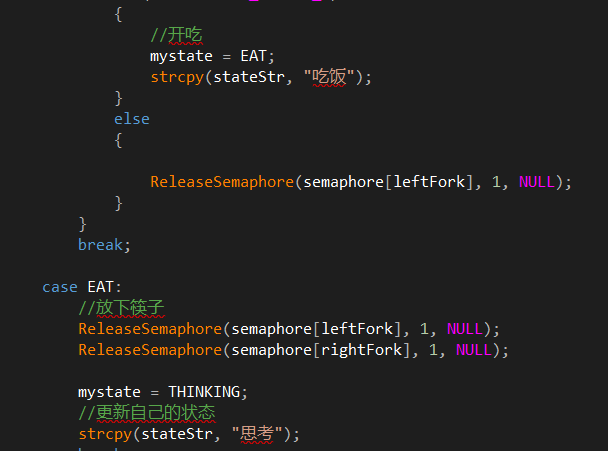 {
//开吃
mystate = EAT;
strcpy(stateStr, "吃饭");
}
else
{
ReleaseSemaphore(semaphore[leftFork], 1, NULL);
}
}
break;
case EAT:
//放下筷子
ReleaseSemaphore(semaphore[leftFork], 1, NULL);
ReleaseSemaphore(semaphore[rightFork], 1, NULL);
mystate = THINKING;
//更新自己的状态
strcpy(stateStr, "思考");